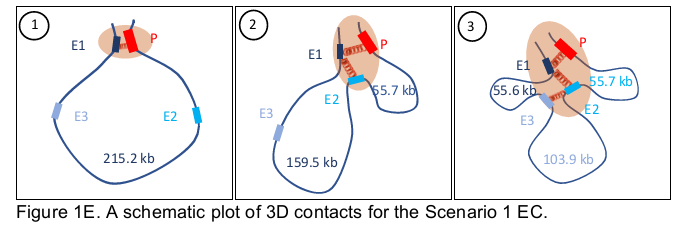 1
E1
P
E3
E2
215.2 kb
2
E1
P
E2
55.7 kb
E3
159.5 kb
3
P
E1
55.7 kb
55.6 kb
E2
E3
103.9 kb
Figure 1E. A schematic plot of 3D contacts for the Scenario 1 EC.